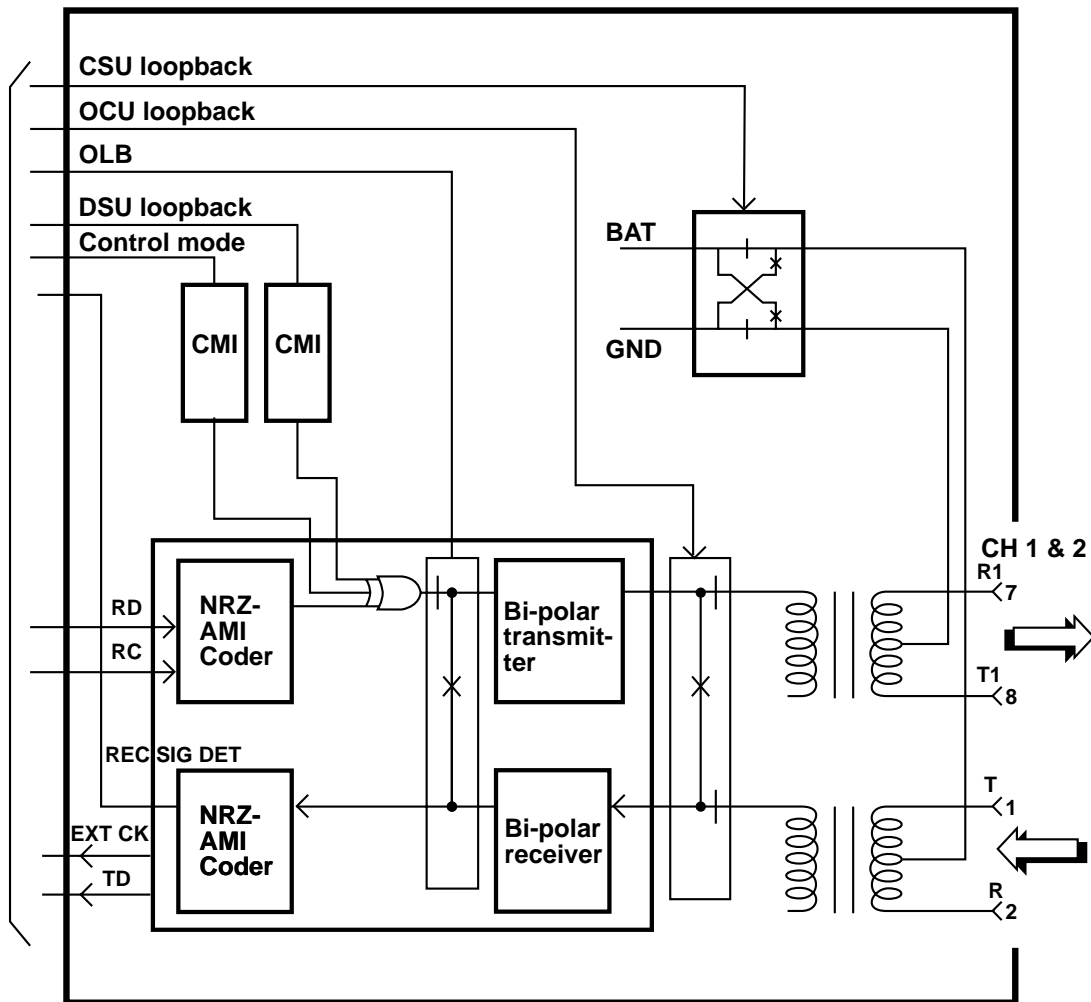 CSU loopback
OCU loopback
OLB
DSU loopback
Control mode
BAT
GND
CMI
CMI
CH 1 & 2
R1
7
T1
8
RD
RC
NRZ-
AMI
Coder
Bi-polar
transmit-
ter
REC SIG DET
EXT CK
TD
NRZ-
AMI
Coder
Bi-polar
receiver
T
1
R
2